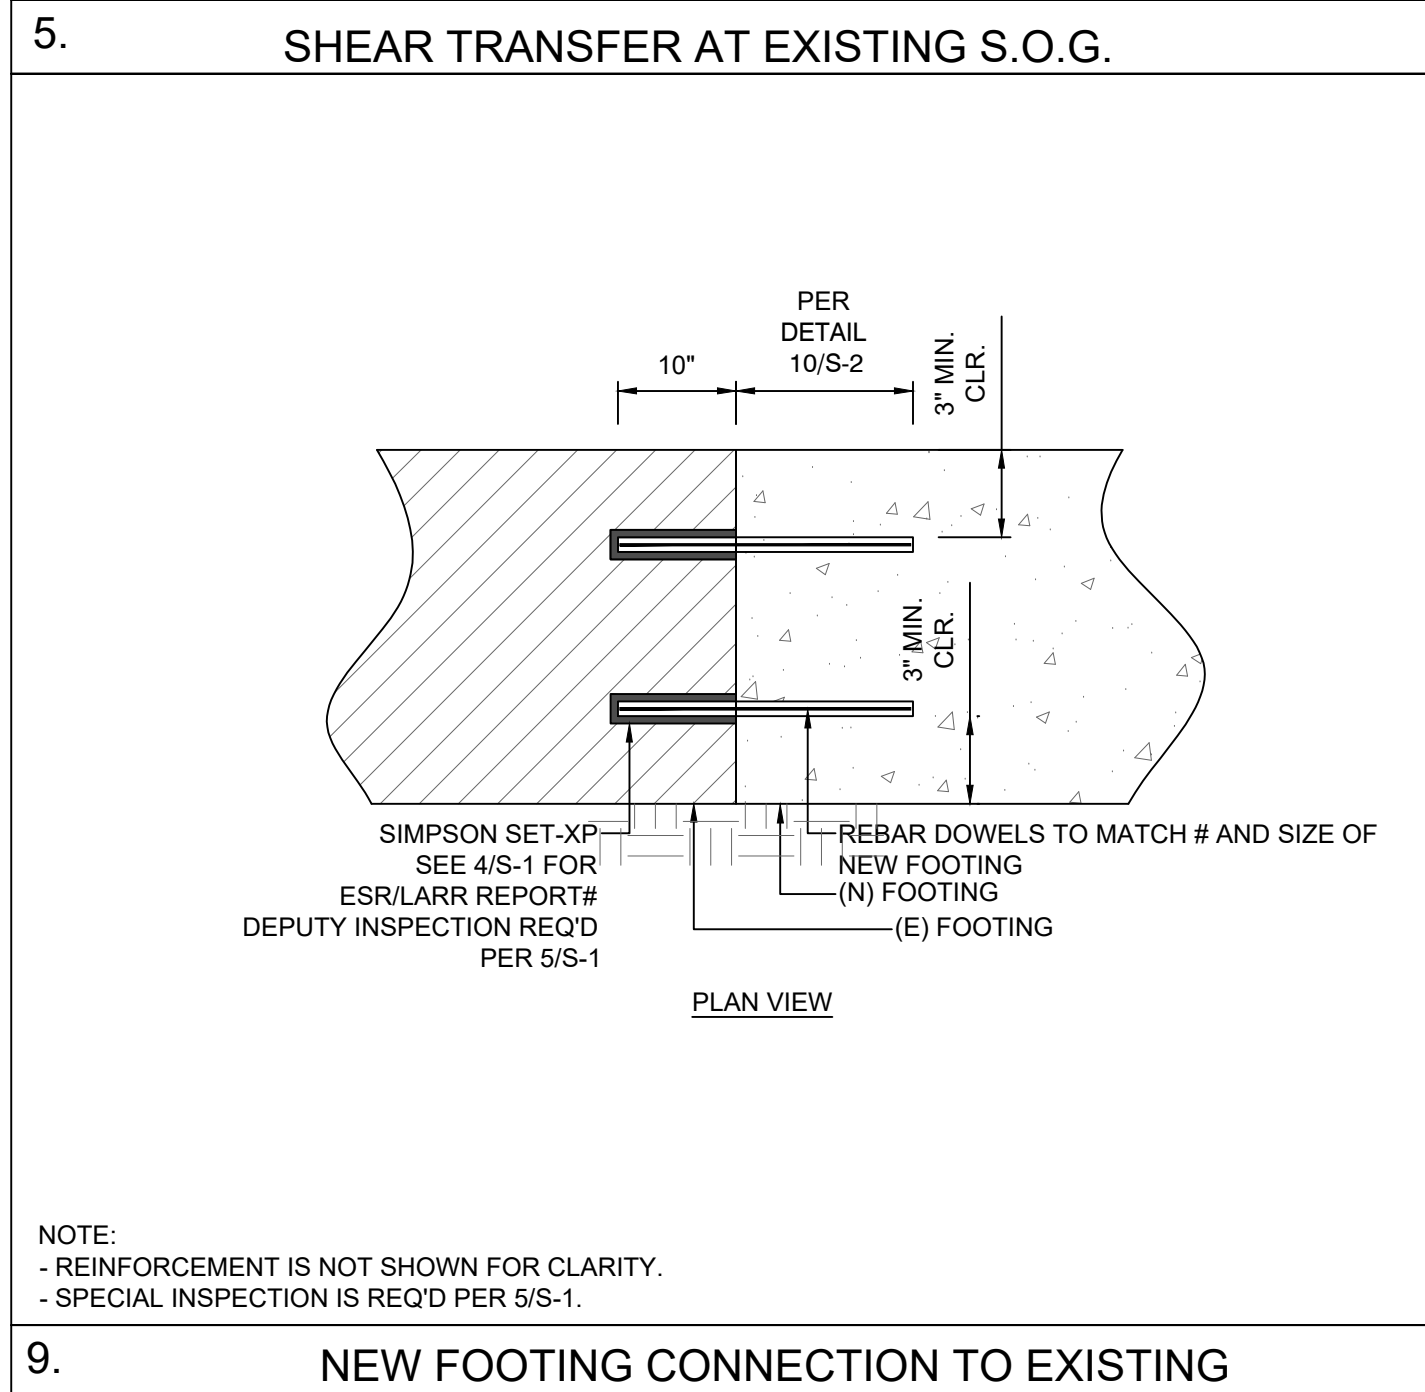 5.
SHEAR TRANSFER AT EXISTING S.O.G.
PER
DETAIL
10/S-2
10"
3" MIN.
CLR.
3" MIN.
CLR.
SIMPSON SET-XP
SEE 4/S-1 FOR
ESR/LARR REPORT#
DEPUTY INSPECTION REQ'D
PER 5/S-1
REBAR DOWELS TO MATCH # AND SIZE OF
NEW FOOTING
(N) FOOTING
(E) FOOTING
PLAN VIEW
NOTE:
- REINFORCEMENT IS NOT SHOWN FOR CLARITY.
- SPECIAL INSPECTION IS REQ'D PER 5/S-1.
9.
NEW FOOTING CONNECTION TO EXISTING